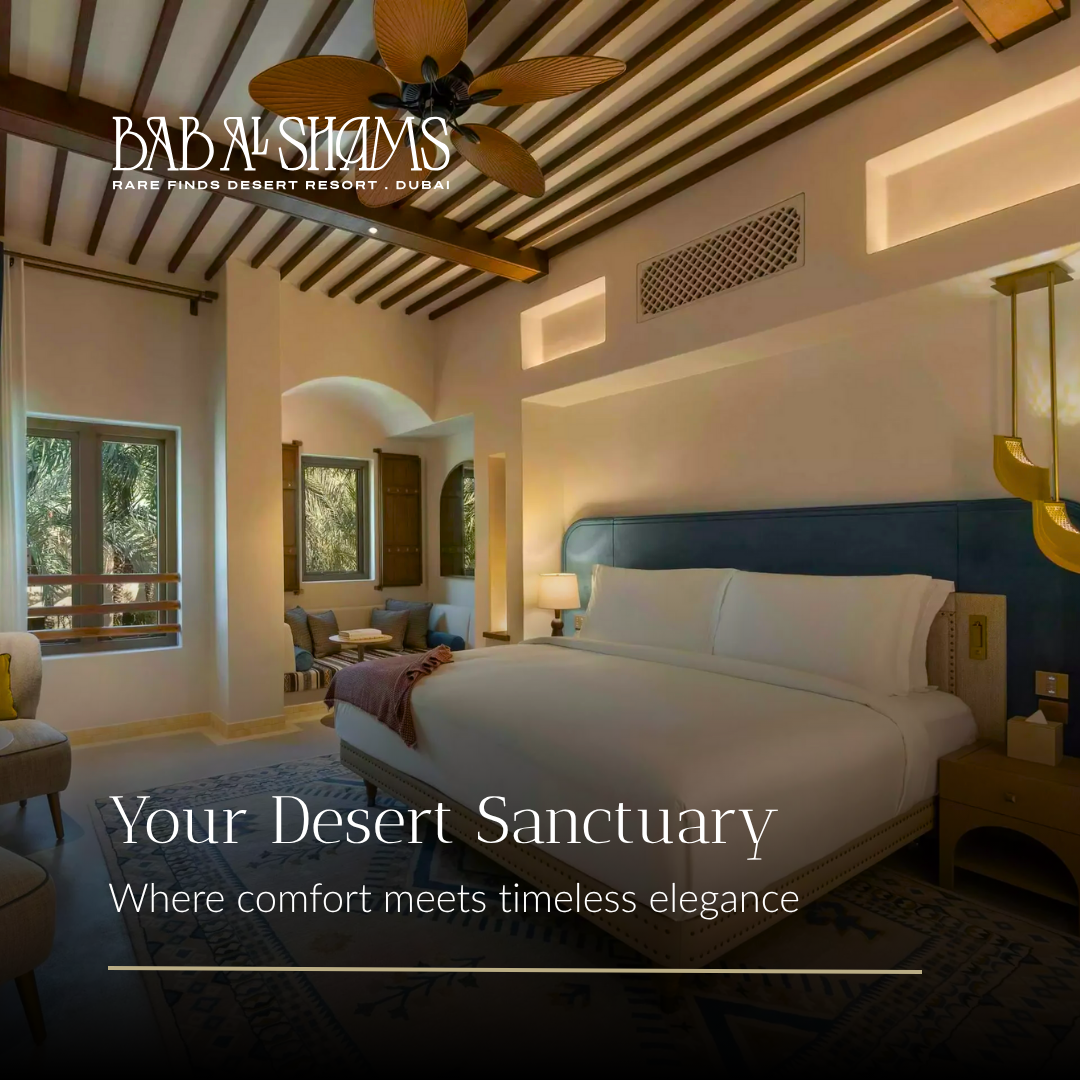 BAB AL SHAMS
RARE FINDS DESERT RESORT . DUBAI
Your Desert Sanctuary
Where comfort meets timeless elegance